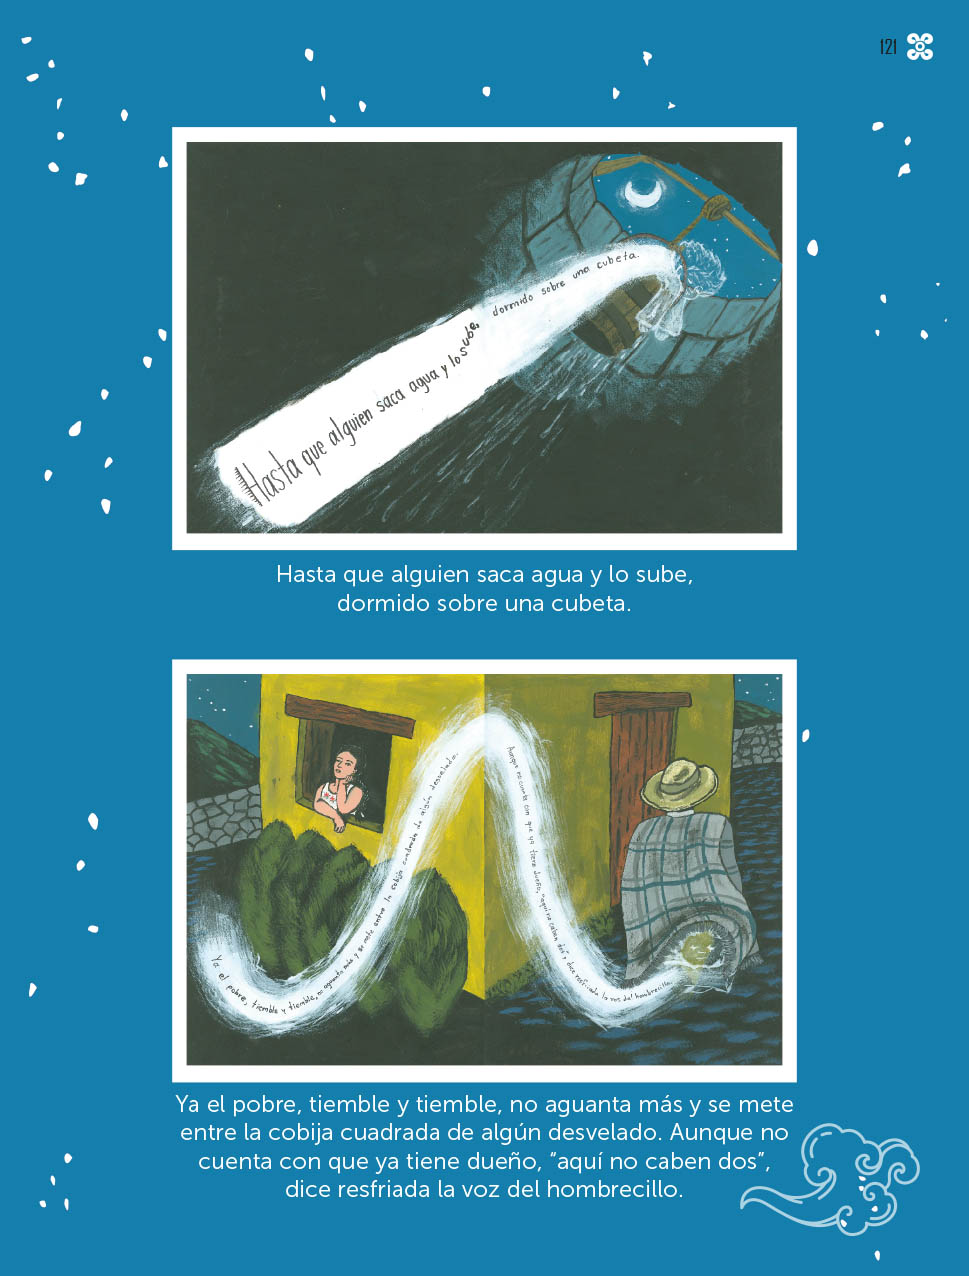 121
Hasta que alguien saca agua y lo sube, dormido sobre una cubeta.
Hasta que alguien saca agua y lo sube,
dormido sobre una cubeta.
Ya el pobre, tiemble y tiemble, no aguanta más y se mete entre la cobija cuadrada de algún desvelado.
Aunque no cuenta con que ya tiene dueño, "aquí no caben dos", dice resfriada la voz del hombrecillo.
Ya el pobre, tiemble y tiemble, no aguanta más y se mete
entre la cobija cuadrada de algún desvelado. Aunque no
cuenta con que ya tiene dueño, “aquí no caben dos”,
dice resfriada la voz del hombrecillo.